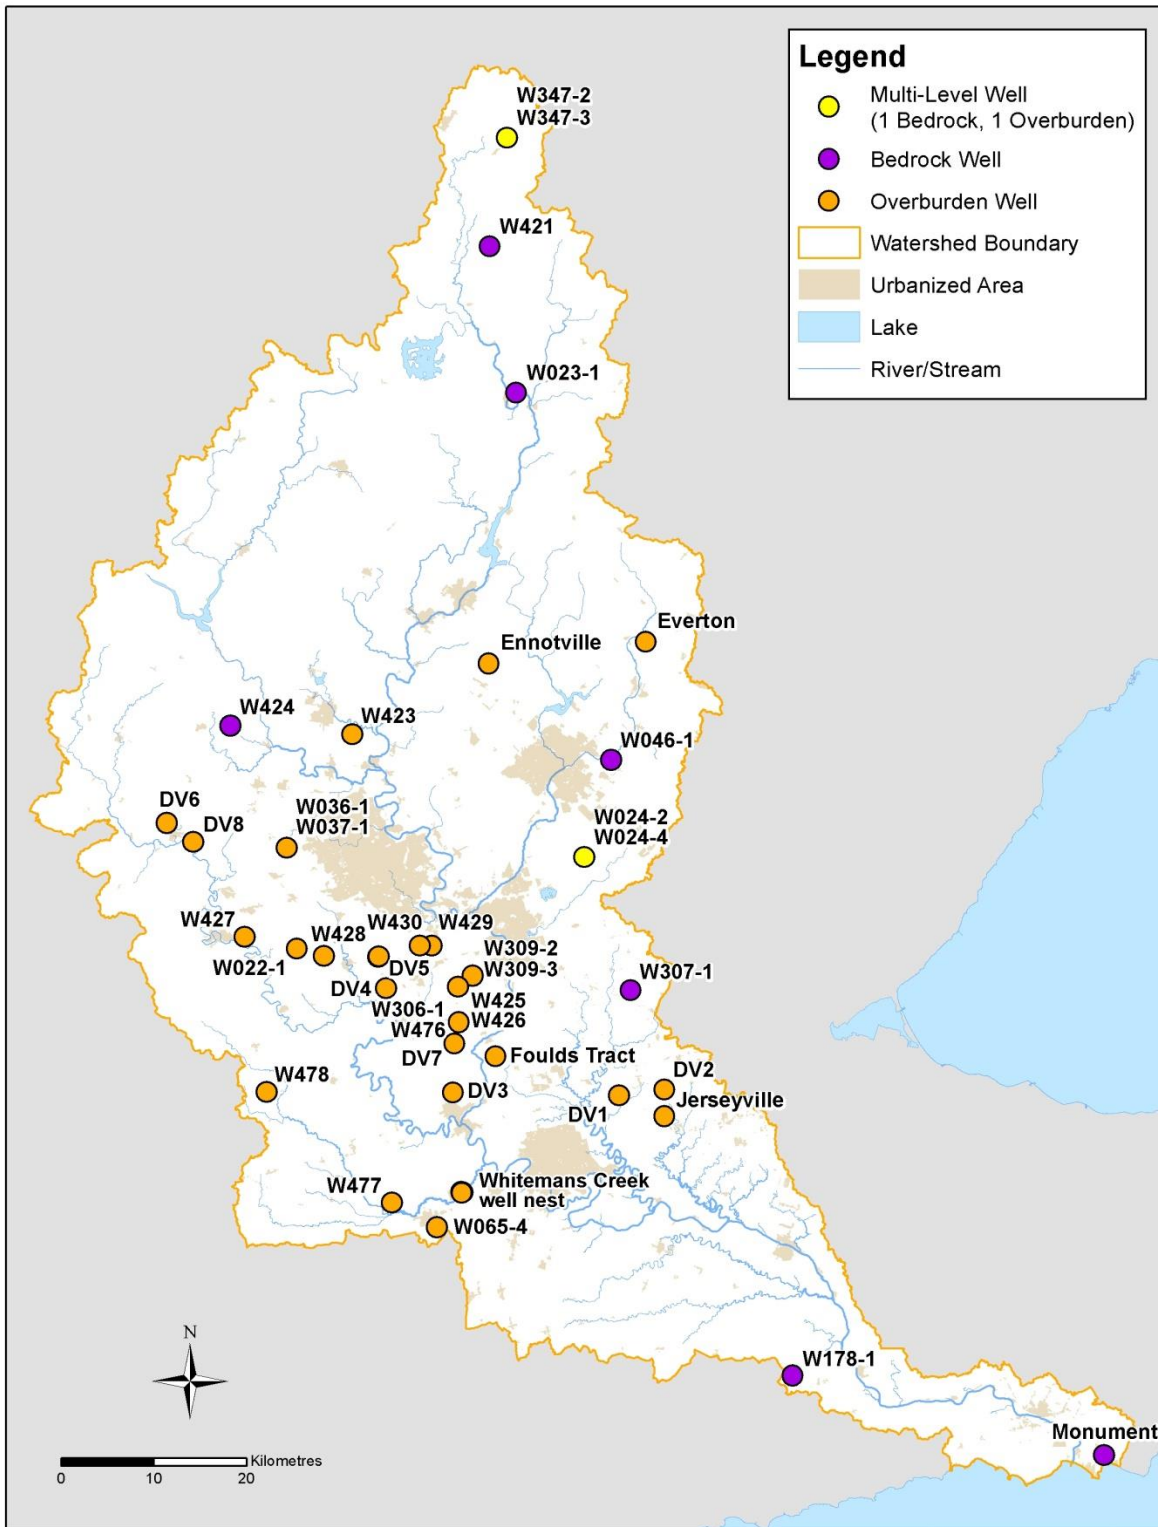 Legend
Multi-Level Well
(1 Bedrock, 1 Overburden)
Bedrock Well
Overburden Well
Watershed Boundary
Urbanized Area
Lake
River/Stream
W347-2
W347-3
W421
W023-1
Everton
Ennotville
W424
W423
W046-1
DV6
DV8
W036-1
W037-1
W024-2
W024-4
W427
W022-1
W428
W430
W429
DV5
DV4
W309-2
W309-3
W306-1
W425
W476
W426
W307-1
DV7
Foulds Tract
W478
DV3
DV2
DV1
Jerseyville
W477
Whitemans Creek
well nest
W065-4
N
W178-1
Monument
Kilometres
0 10 20